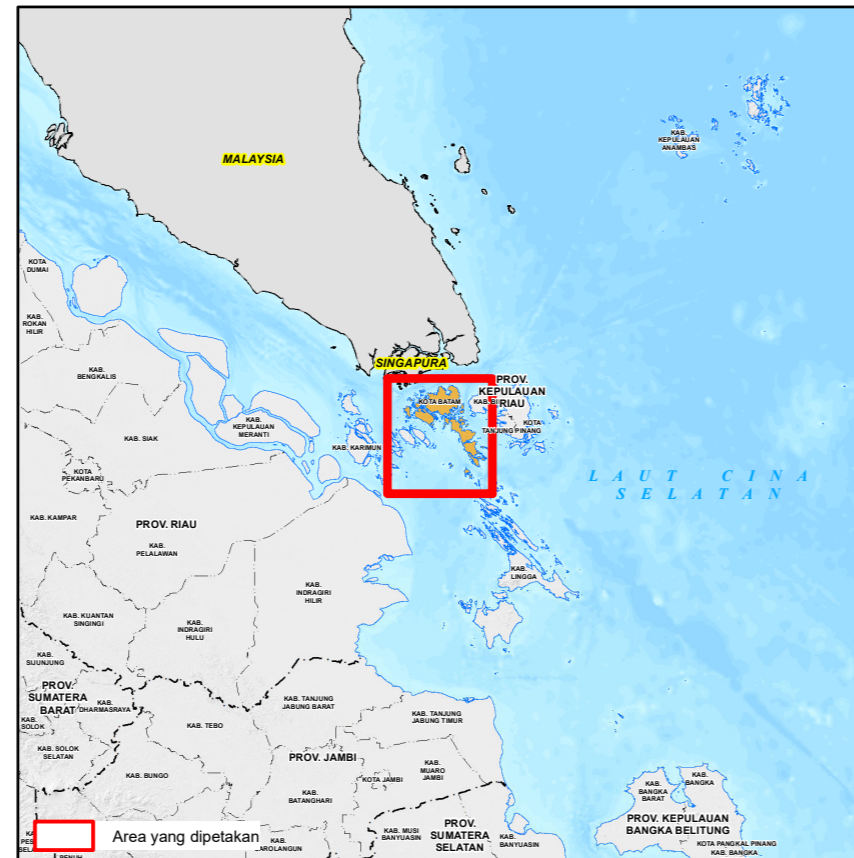 MALAYSIA
KAB.
KEPULAUAN
ANAMBAS
KOTA
DUMAI
KAB.
ROKAN
HILIR
KAB.
BENGKALIS
SINGAPURA
PROV.
KEPULAUAN
RIAU
KOTA BATAM
KAB.
KEPULAUAN
MERANTI
KAB. SIAK
KAB. KARIMUN
KOTA
TANJUNG PINANG
KOTA
PEKANBARU
LAUT CINA
SELATAN
KAB. KAMPAR
PROV. RIAU
KAB.
PELALAWAN
KAB.
LINGGA
KAB.
INDRAGIRI
HILIR
KAB. KUANTAN
SINGINGI
KAB.
INDRAGIRI
HULU
KAB.
SIJUNJUNG
PROV.
SUMATERA
BARAT
KAB.
DHARMASRAYA
KAB.
SOLOK
KAB. TANJUNG
JABUNG BARAT
KAB. TANJUNG
JABUNG TIMUR
KAB. TEBO
KAB. SOLOK
SELATAN
KAB. BUNGO
PROV. JAMBI
KOTA JAMBI
KAB.
MUARO
JAMBI
KAB.
BATANGHARI
KAB.
BANGKA
BARAT
KAB.
BANGKA
PROV. KEPULAUAN
BANGKA BELITUNG
KOTA PANGKAL PINANG
KAB. BANGKA
KAB. MUSI
BANYUASIN
PROV.
SUMATERA
SELATAN
KAB.
BANYUASIN
Area yang dipetakan